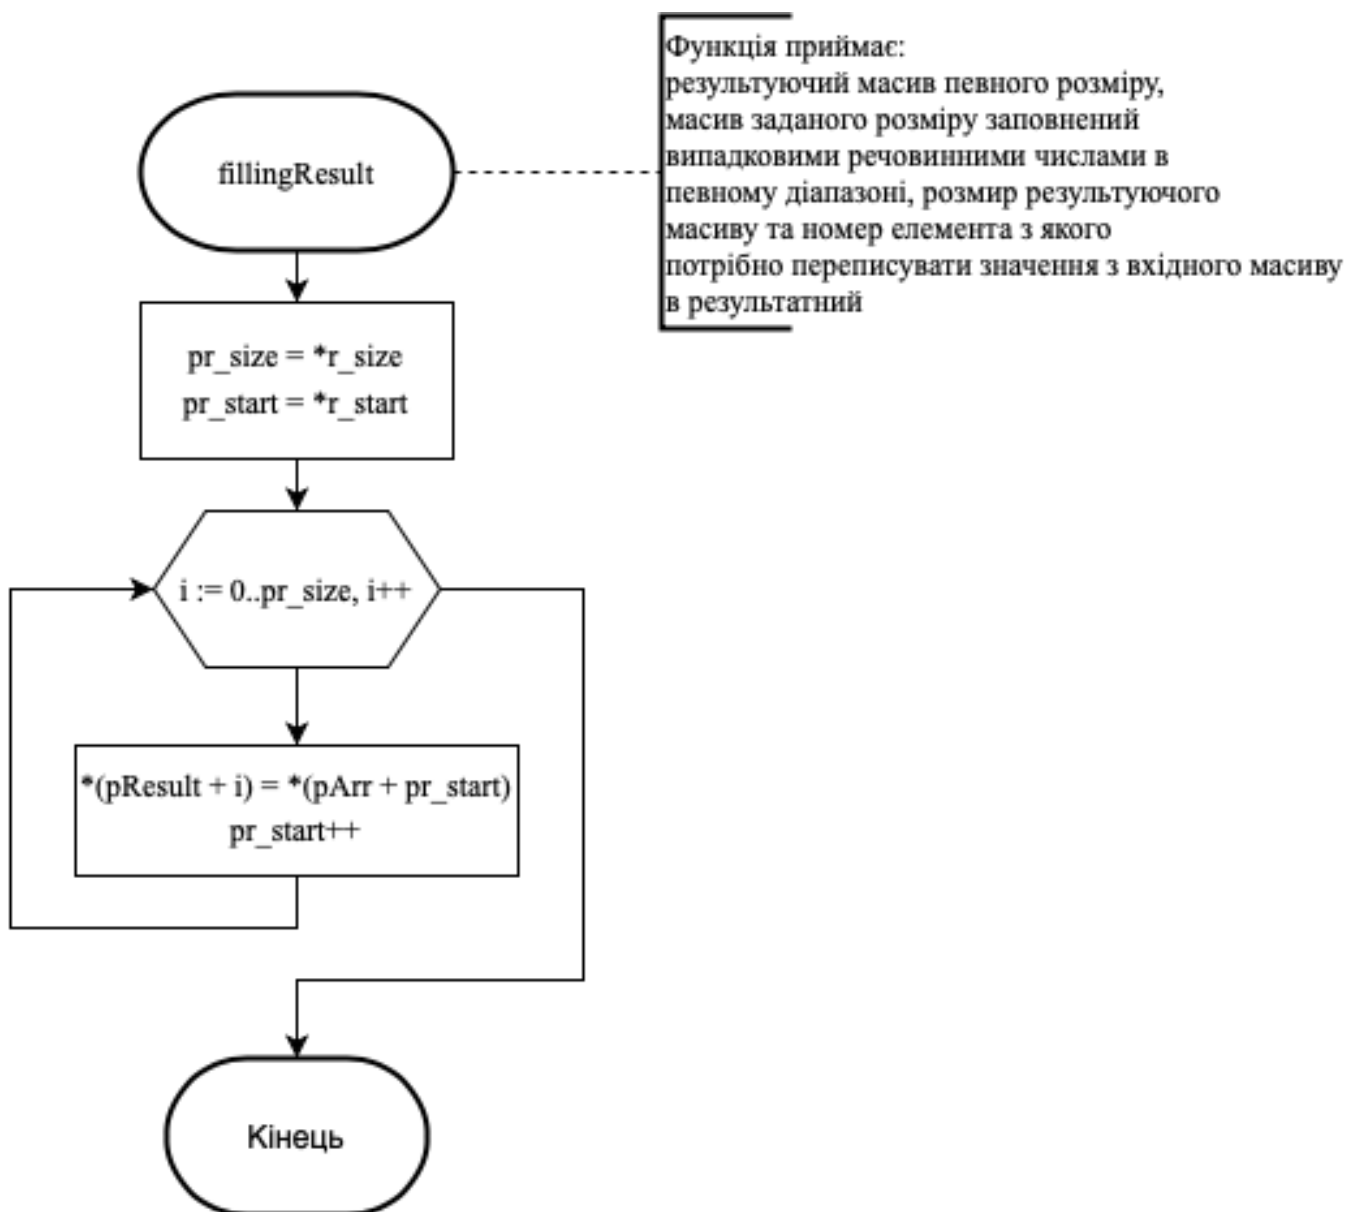 Функція приймає:
результуючий масив певного розміру,
масив заданого розміру заповнений
випадковими речовинними числами в
певному діапазоні, розмир результуючого
масиву та номер елемента з якого
потрібно переписувати значення з вхідного масиву
в результатний
fillingResult
pr_size = *r_size
pr_start = *r_start
i := 0..pr_size, i++
*(pResult + i) = *(pArr + pr_start)
pr_start++
Кінець